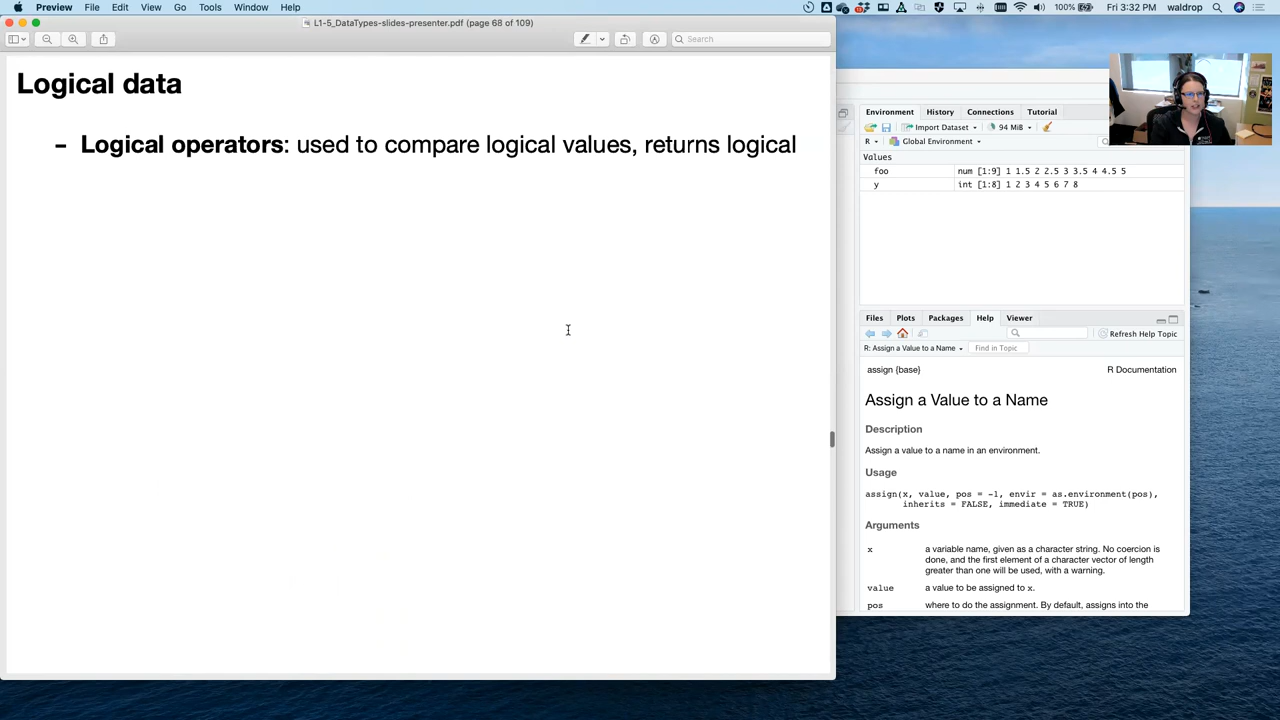 Preview File Edit View Go Tools Window Help
100% Fri 3:32 PM waldrop
L1-5_DataTypes-slides-presenter.pdf (page 68 of 109)
Search
Logical data
- Logical operators: used to compare logical values, returns logical
Environment History Connections Tutorial
Import Dataset 94 MiB
R Global Environment
Values
foo num [1:9] 1 1.5 2 2.5 3 3.5 4 4.5 5
y int [1:8] 1 2 3 4 5 6 7 8
Files Plots Packages Help Viewer
Refresh Help Topic
R: Assign a Value to a Name Find in Topic
assign {base} R Documentation
Assign a Value to a Name
Description
Assign a value to a name in an environment.
Usage
assign(x, value, pos = -1, envir = as.environment(pos),
inherits = FALSE, immediate = TRUE)
Arguments
x a variable name, given as a character string. No coercion is
done, and the first element of a character vector of length
greater than one will be used, with a warning.
value a value to be assigned to x.
pos where to do the assignment. By default, assigns into the